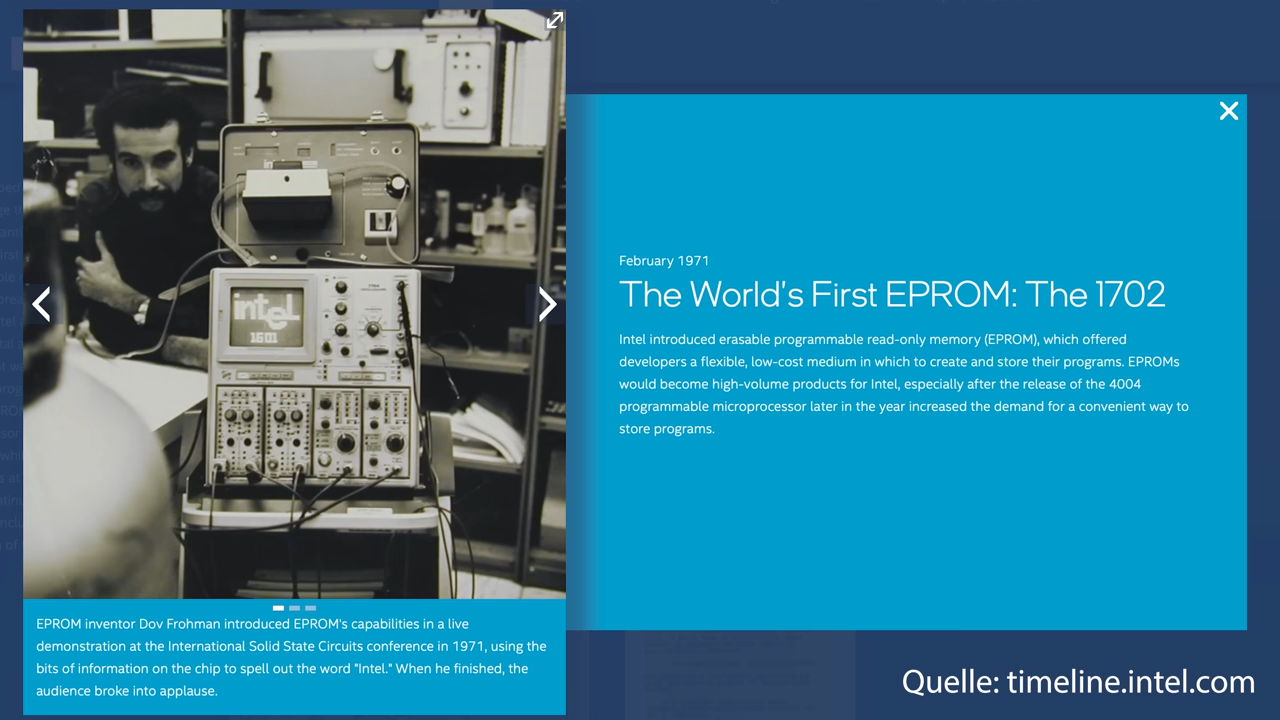 intel
1601
EPROM inventor Dov Frohman introduced EPROM's capabilities in a live
demonstration at the International Solid State Circuits conference in 1971, using the
bits of information on the chip to spell out the word "Intel." When he finished, the
audience broke into applause.
February 1971
The World's First EPROM: The 1702
Intel introduced erasable programmable read-only memory (EPROM), which offered
developers a flexible, low-cost medium in which to create and store their programs. EPROMs
would become high-volume products for Intel, especially after the release of the 4004
programmable microprocessor later in the year increased the demand for a convenient way to
store programs.
Quelle: timeline.intel.com